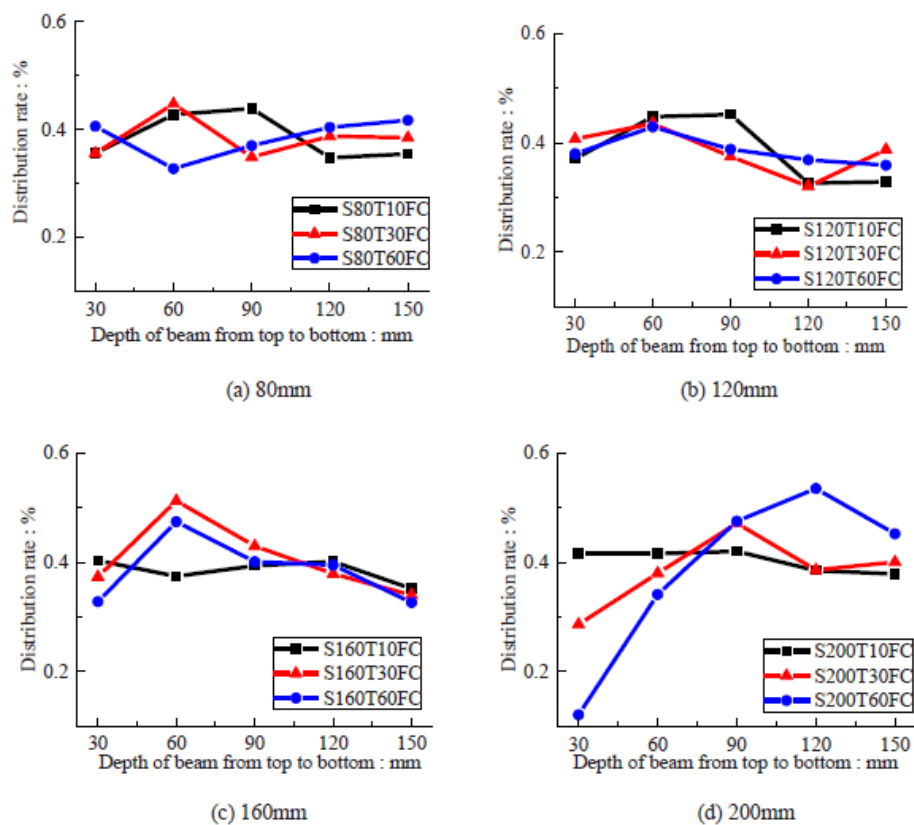 0.6
0.4
0.2
Distribution rate : %
S80T10FC
S80T30FC
S80T60FC
30 60 90 120 150
Depth of beam from top to bottom : mm
(a) 80mm
0.6
0.4
0.2
Distribution rate : %
S120T10FC
S120T30FC
S120T60FC
30 60 90 120 150
Depth of beam from top to bottom : mm
(b) 120mm
0.6
0.4
0.2
Distribution rate : %
S160T10FC
S160T30FC
S160T60FC
30 60 90 120 150
Depth of beam from top to bottom : mm
(c) 160mm
0.6
0.4
0.2
Distribution rate : %
S200T10FC
S200T30FC
S200T60FC
30 60 90 120 150
Depth of beam from top to bottom : mm
(d) 200mm